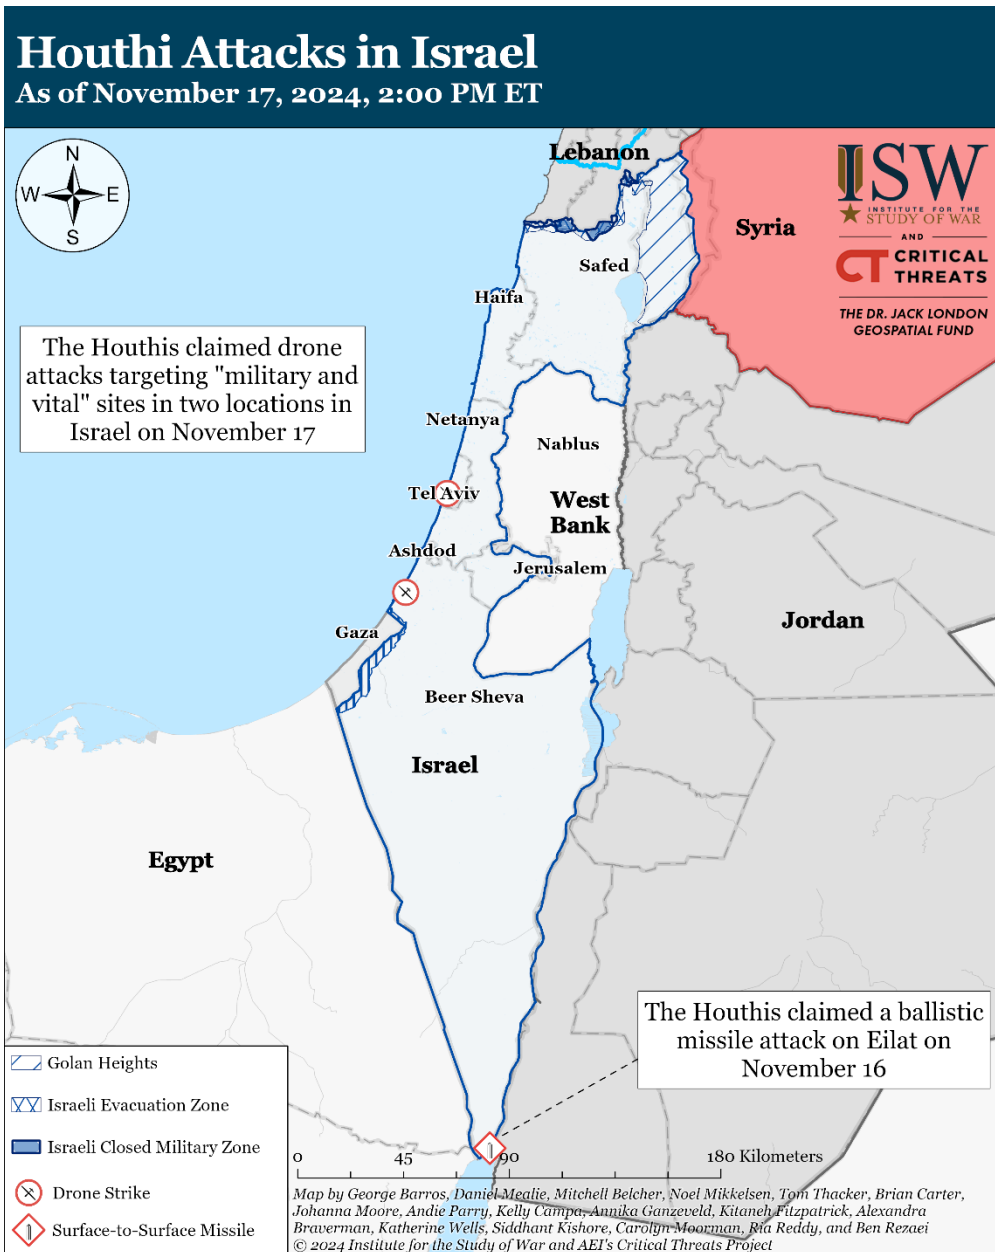 Houthi Attacks in Israel
As of November 17, 2024, 2:00 PM ET
N
W
E
S
Lebanon
ISW
INSTITUTE FOR THE
STUDY OF WAR
AND
CT CRITICAL
THREATS
THE DR. JACK LONDON
GEOSPATIAL FUND
Syria
Safed
Haifa
The Houthis claimed drone
attacks targeting "military and
vital" sites in two locations in
Israel on November 17
Netanya
Nablus
Tel Aviv
West
Bank
Ashdod
Jerusalem
Gaza
Jordan
Beer Sheva
Israel
Egypt
The Houthis claimed a ballistic
missile attack on Eilat on
November 16
Golan Heights
Israeli Evacuation Zone
Israeli Closed Military Zone
Drone Strike
Surface-to-Surface Missile
0 45 90 180 Kilometers
Map by George Barros, Daniel Mealie, Mitchell Belcher, Noel Mikkelsen, Tom Thacker, Brian Carter,
Johanna Moore, Andie Parry, Kelly Campa, Annika Ganzeveld, Kitaneh Fitzpatrick, Alexandra
Braverman, Katherine Wells, Siddhant Kishore, Carolyn Moorman, Ria Reddy, and Ben Rezaei
© 2024 Institute for the Study of War and AEI's Critical Threats Project